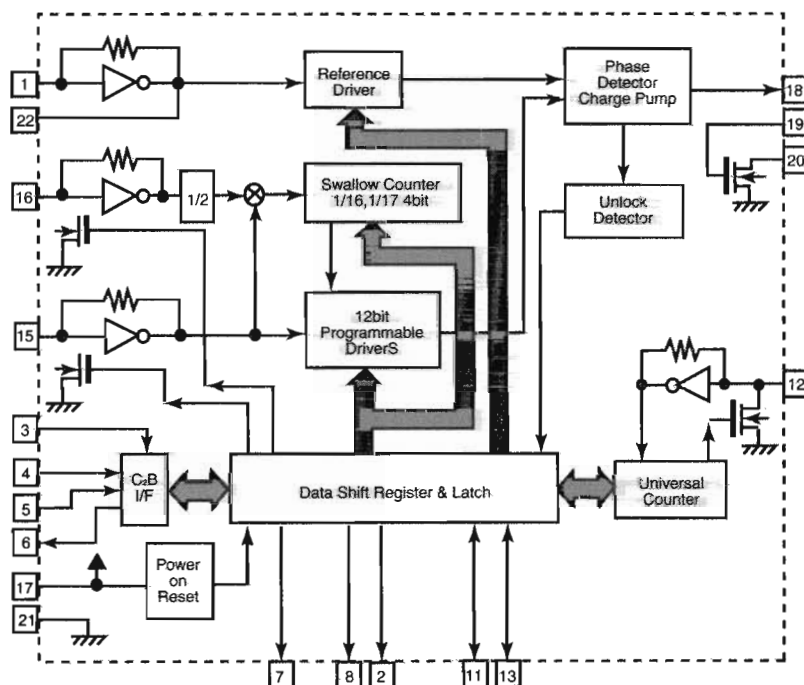 1
Reference
Driver
Phase
Detector
Charge Pump
18
22
19
16
1/2
Swallow Counter
1/16,1/17 4bit
Unlock
Detector
20
15
12bit
Programmable
DriverS
12
3
4
C2B
I/F
Data Shift Register & Latch
Universal
Counter
5
6
17
Power
on
Reset
21
7
8
2
11
13